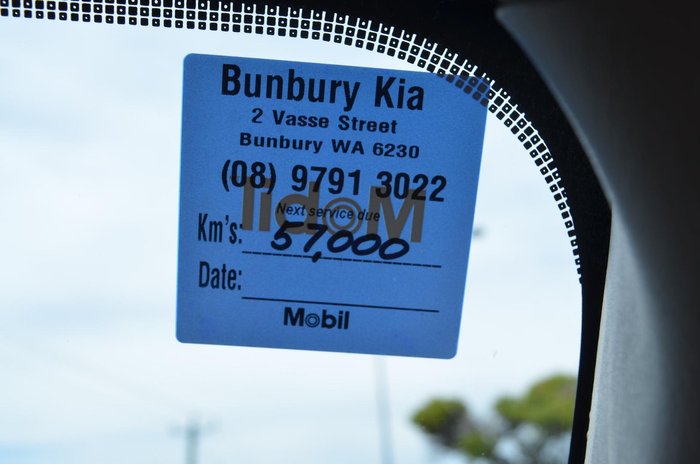 Bunbury Kia
2 Vasse Street
Bunbury WA 6230
(08) 9791 3022
Mobil
Next service due
Km's: 57,000
Date:
Mobil